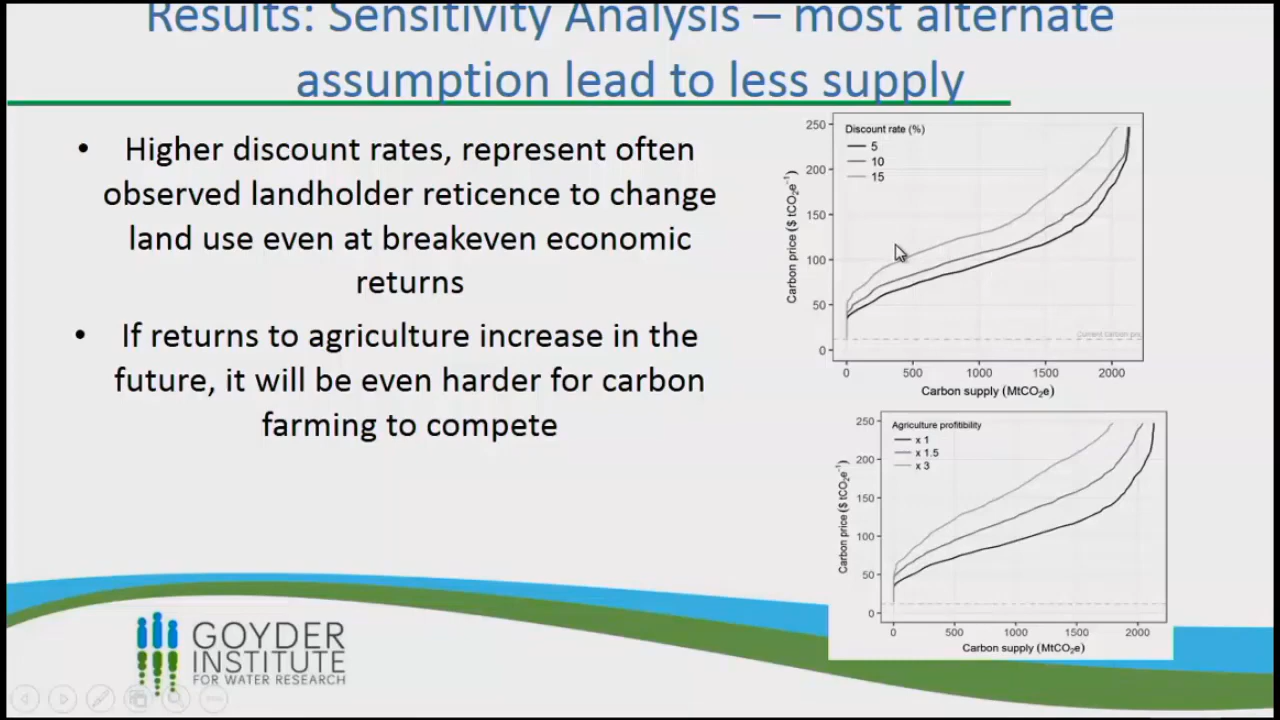 Results: Sensitivity Analysis – most alternate
assumption lead to less supply
• Higher discount rates, represent often
observed landholder reticence to change
land use even at breakeven economic
returns
• If returns to agriculture increase in the
future, it will be even harder for carbon
farming to compete
Discount rate (%)
5
10
15
250
200
150
100
50
0
Carbon price ($ tCO₂e⁻¹)
Current carbon pric
0 500 1000 1500 2000
Carbon supply (MtCO₂e)
Agriculture profitibility
x 1
x 1.5
x 3
250
200
150
100
50
0
Carbon price ($ tCO₂e⁻¹)
0 500 1000 1500 2000
Carbon supply (MtCO₂e)
GOYDER
INSTITUTE
FOR WATER RESEARCH